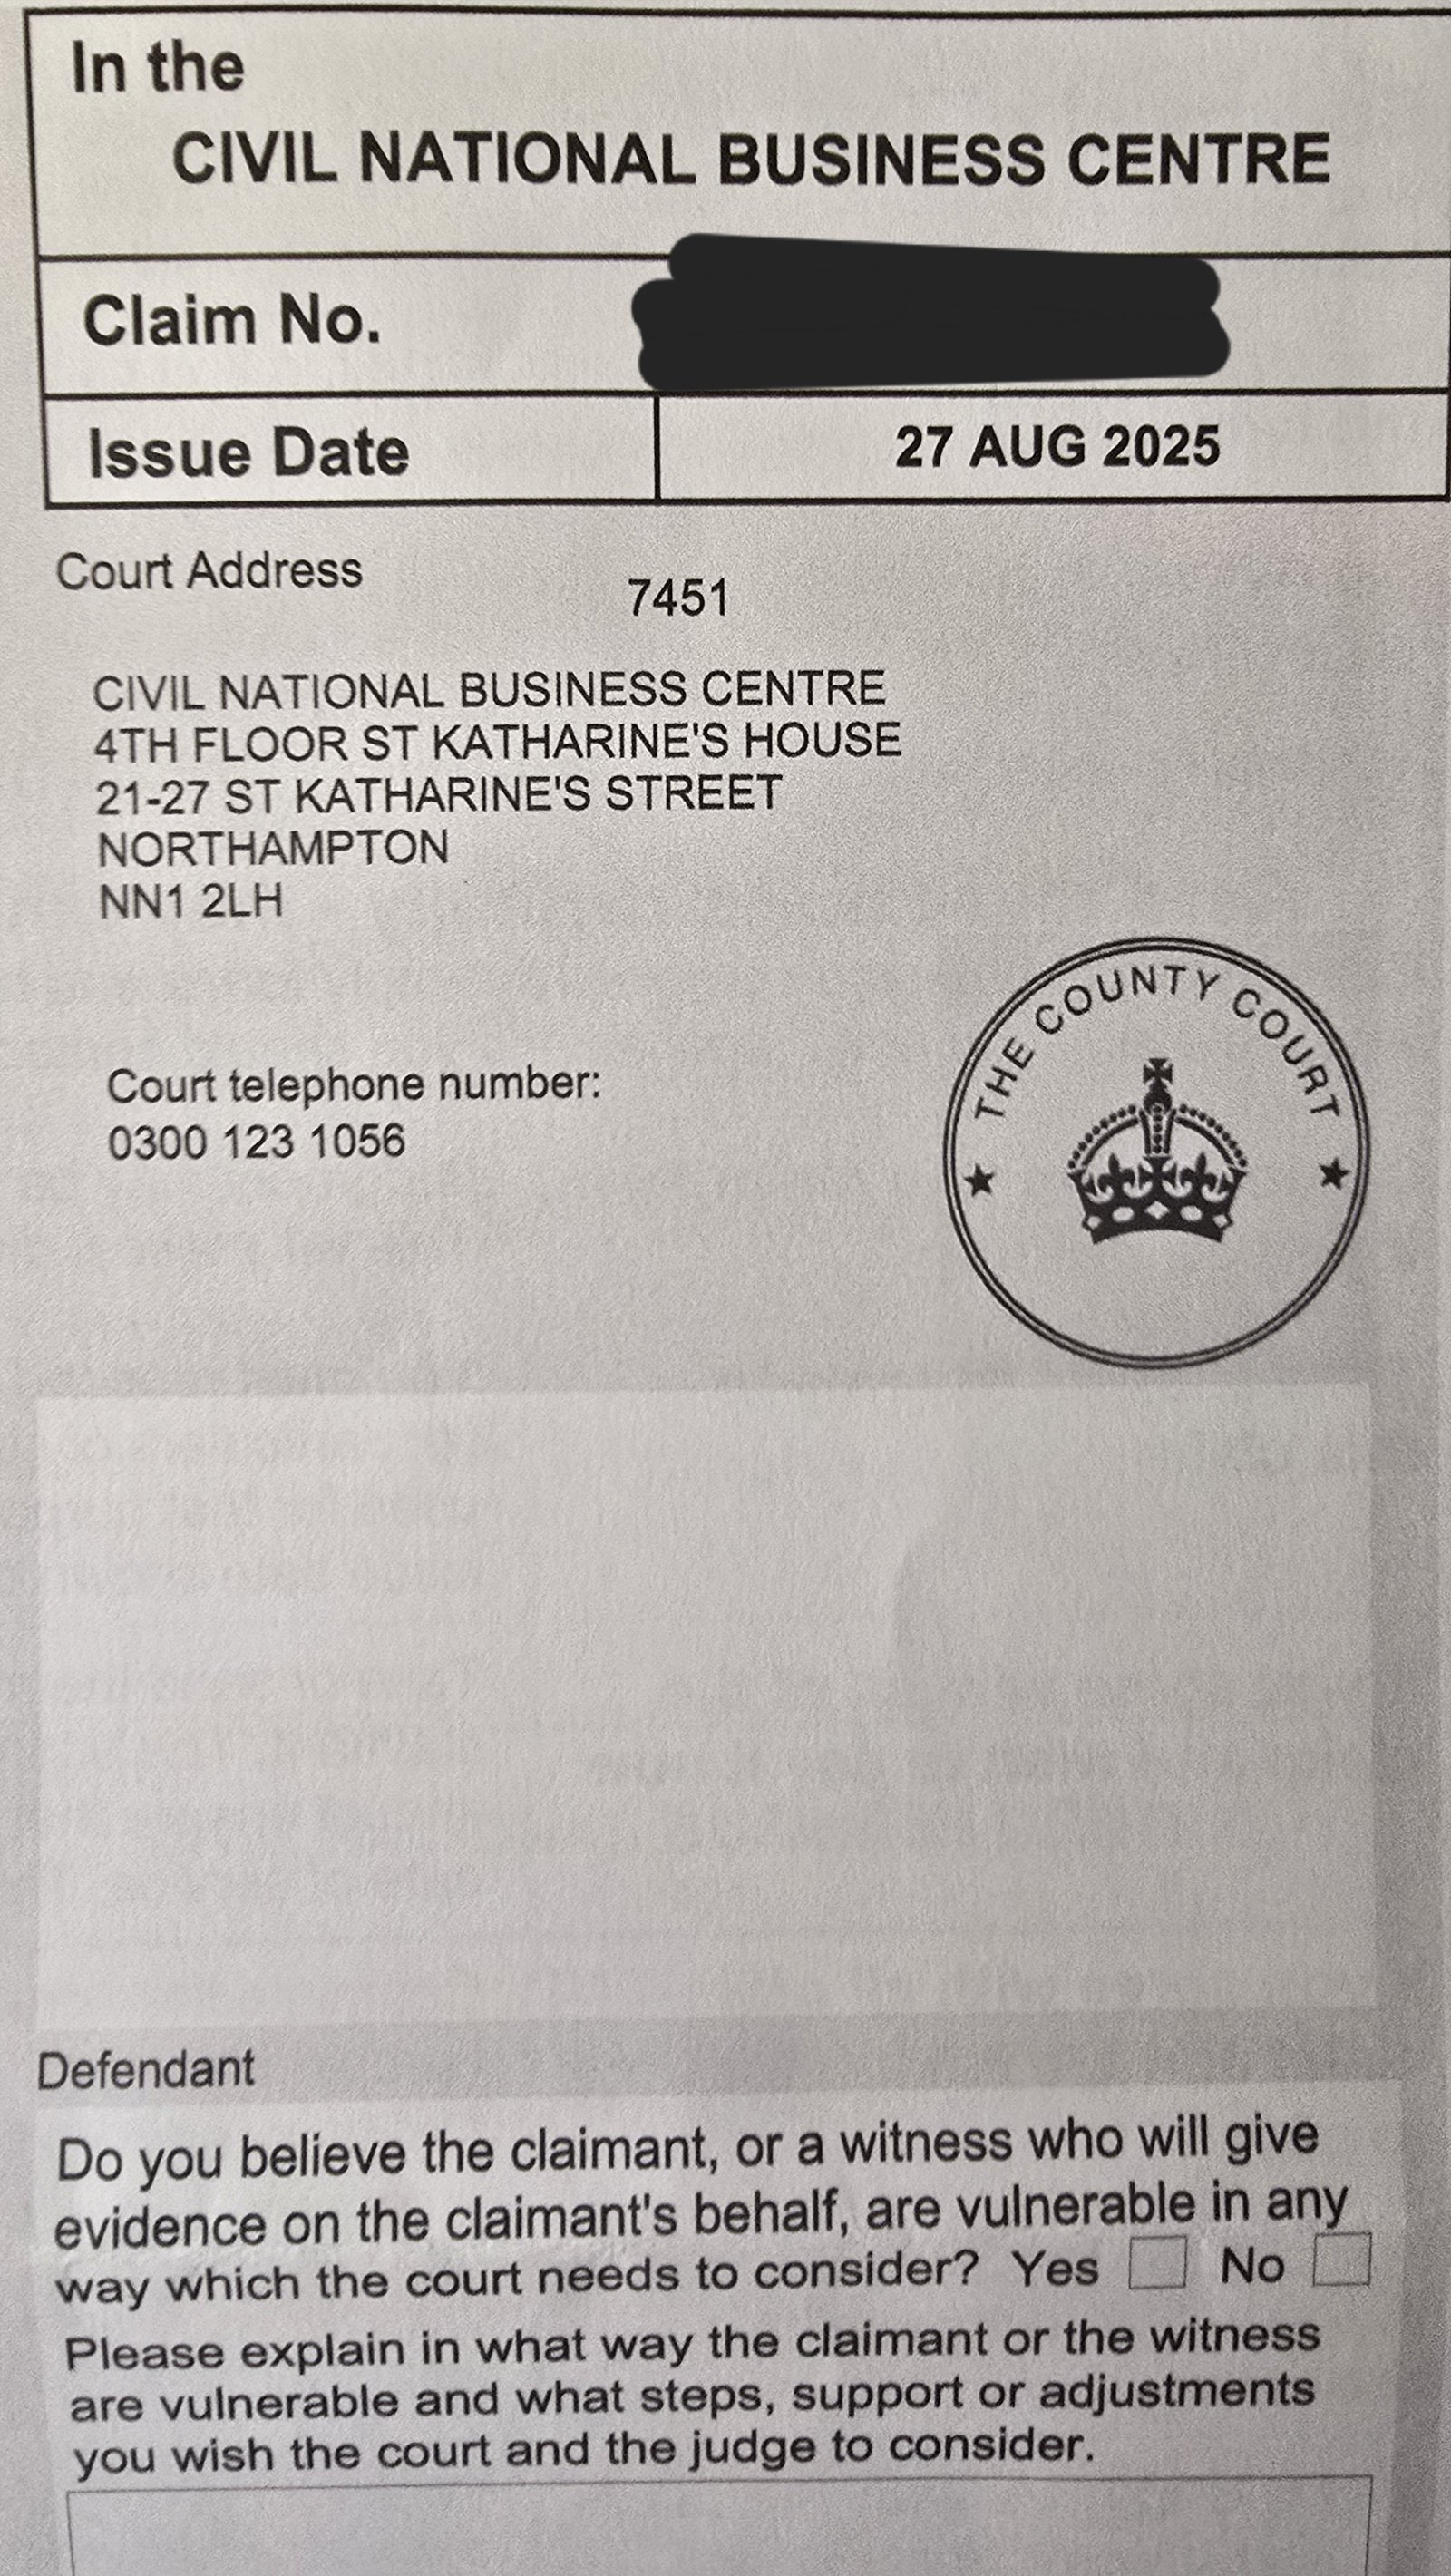 In the
CIVIL NATIONAL BUSINESS CENTRE
Claim No.
Issue Date 27 AUG 2025
Court Address
7451
CIVIL NATIONAL BUSINESS CENTRE
4TH FLOOR ST KATHARINE'S HOUSE
21-27 ST KATHARINE'S STREET
NORTHAMPTON
NN1 2LH
THE COUNTY COURT
Court telephone number:
0300 123 1056
Defendant
Do you believe the claimant, or a witness who will give
evidence on the claimant's behalf, are vulnerable in any
way which the court needs to consider? Yes No
Please explain in what way the claimant or the witness
are vulnerable and what steps, support or adjustments
you wish the court and the judge to consider.